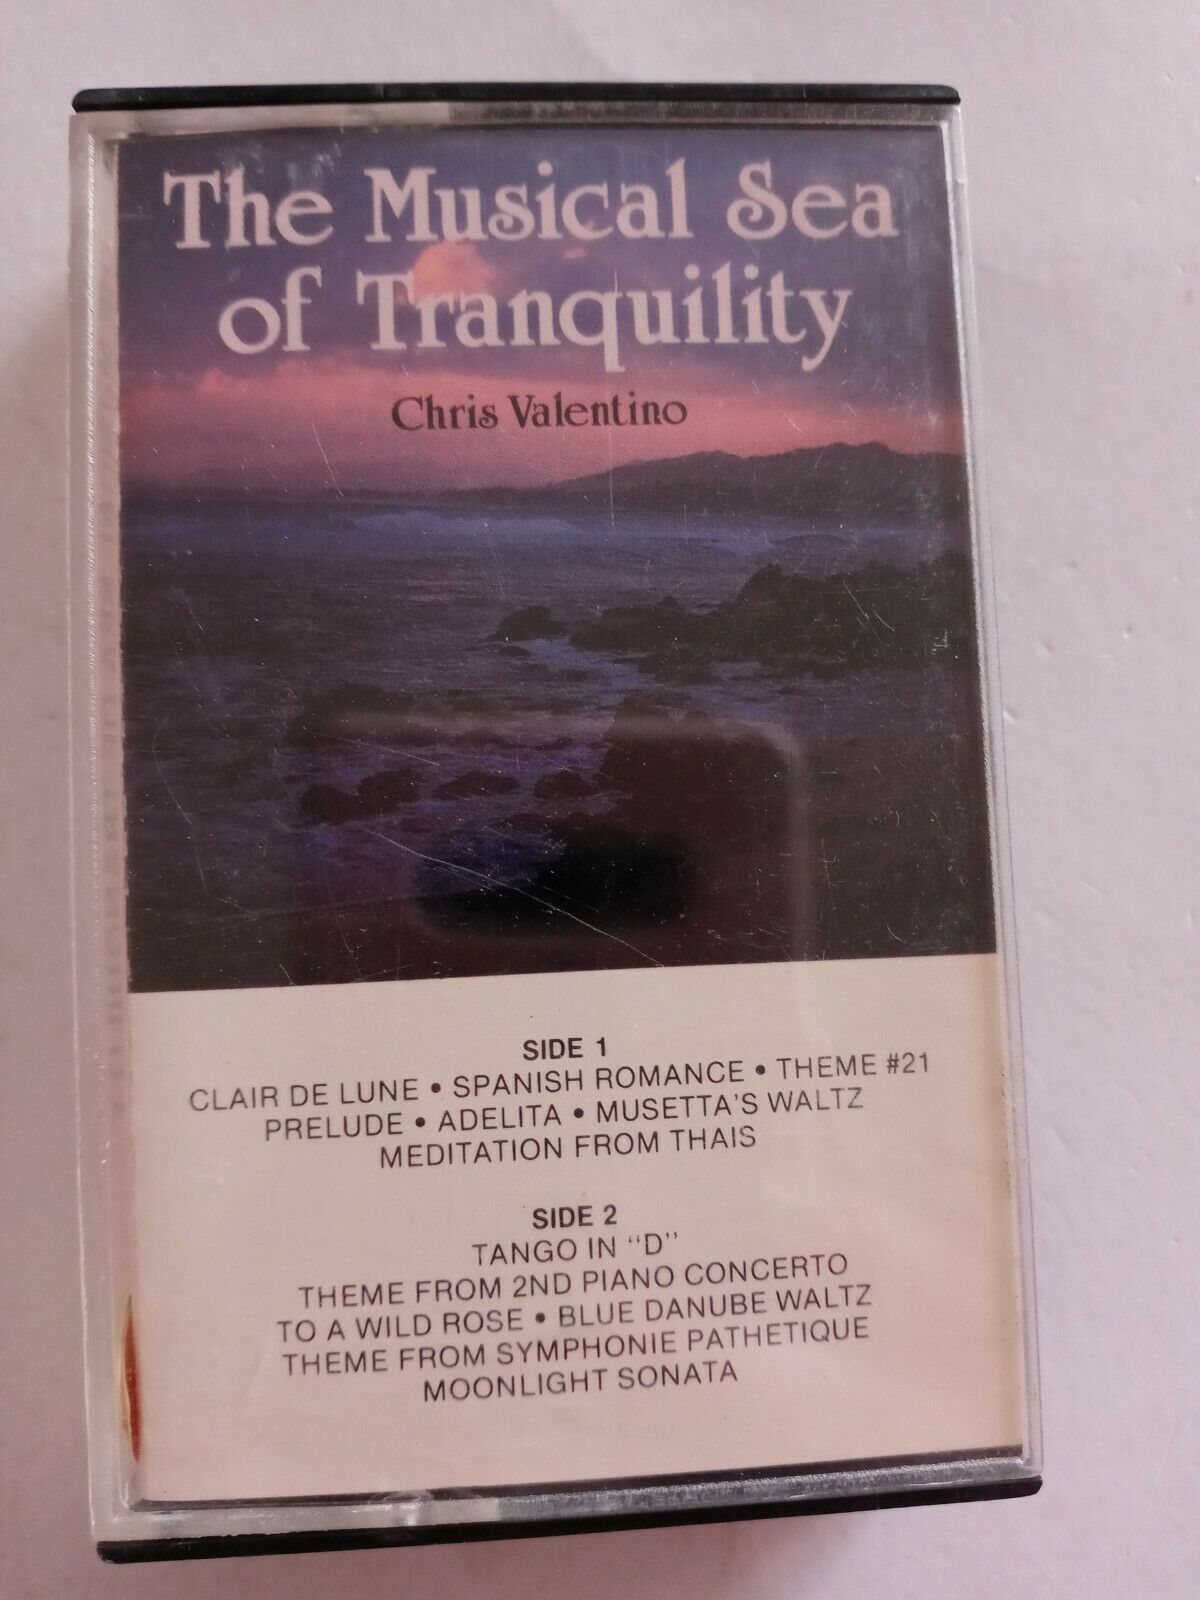 The Musical Sea
of Tranquility
Chris Valentino
SIDE 1
CLAIR DE LUNE • SPANISH ROMANCE • THEME #21
PRELUDE • ADELITA • MUSETTA'S WALTZ
MEDITATION FROM THAIS
SIDE 2
TANGO IN "D"
THEME FROM 2ND PIANO CONCERTO
TO A WILD ROSE • BLUE DANUBE WALTZ
THEME FROM SYMPHONIE PATHETIQUE
MOONLIGHT SONATA